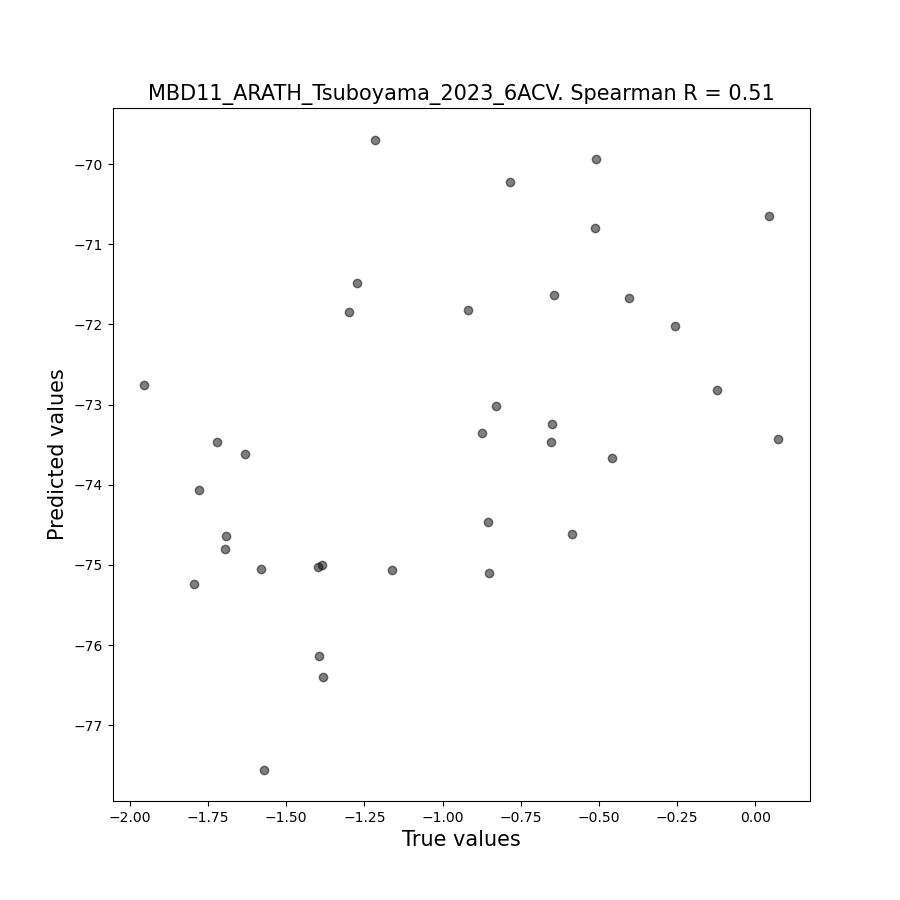 MBD11_ARATH_Tsuboyama_2023_6ACV. Spearman R = 0.51
Predicted values
−70
−71
−72
−73
−74
−75
−76
−77
−2.00 −1.75 −1.50 −1.25 −1.00 −0.75 −0.50 −0.25 0.00
True values